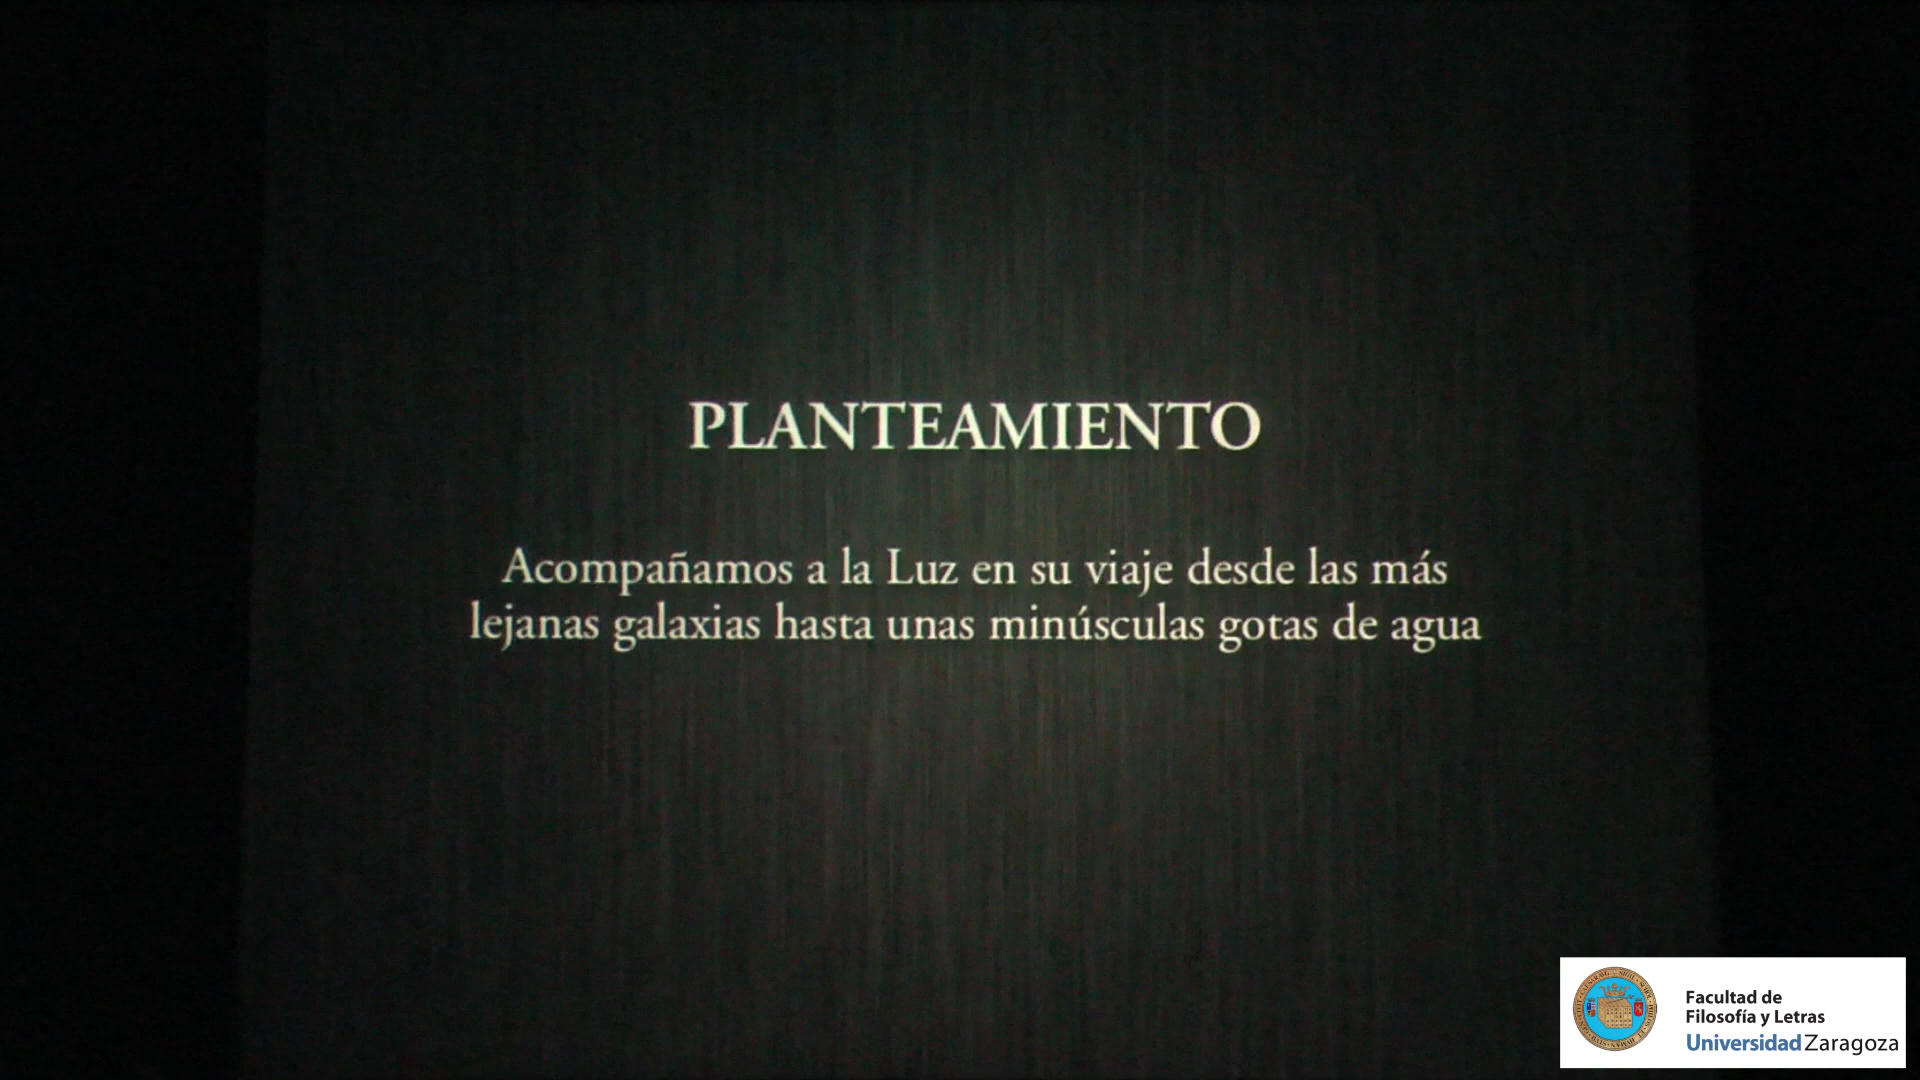 PLANTEAMIENTO
Acompañamos a la Luz en su viaje desde las más
lejanas galaxias hasta unas minúsculas gotas de agua
Facultad de
Filosofía y Letras
Universidad Zaragoza